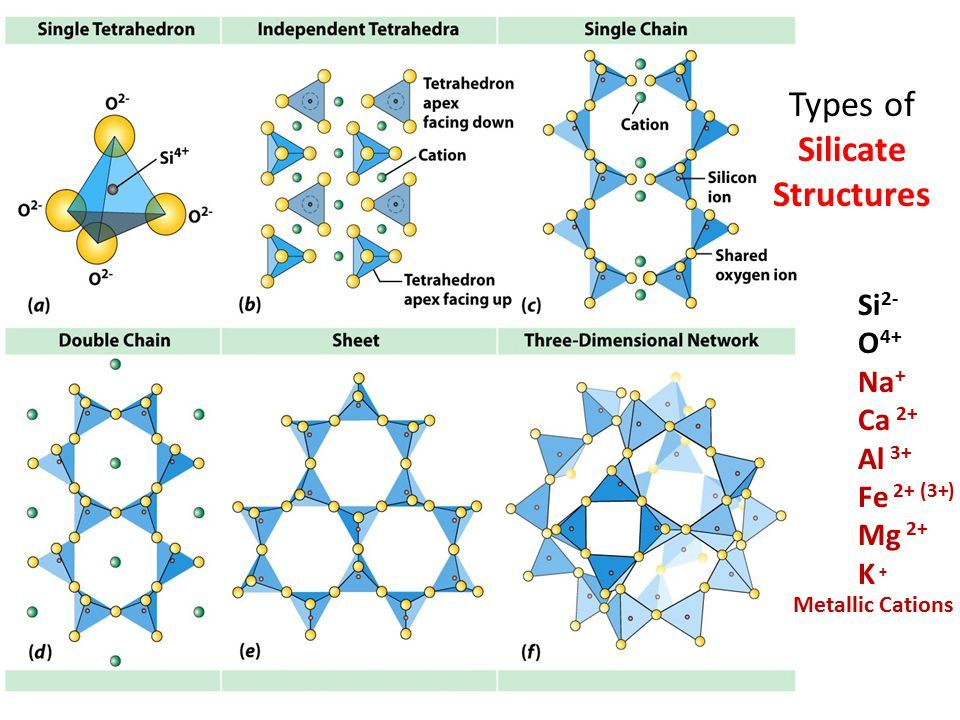 Single Tetrahedron
Independent Tetrahedra
Single Chain
O2-
Si4+
O2-
O2-
O2-
(a)
Tetrahedron
apex
facing down
Cation
Tetrahedron
apex facing up
(b)
Cation
Silicon
ion
Shared
oxygen ion
(c)
Types of
Silicate
Structures
Double Chain
Sheet
Three-Dimensional Network
(d)
(e)
(f)
Si2-
O4+
Na+
Ca 2+
Al 3+
Fe 2+ (3+)
Mg 2+
K +
Metallic Cations